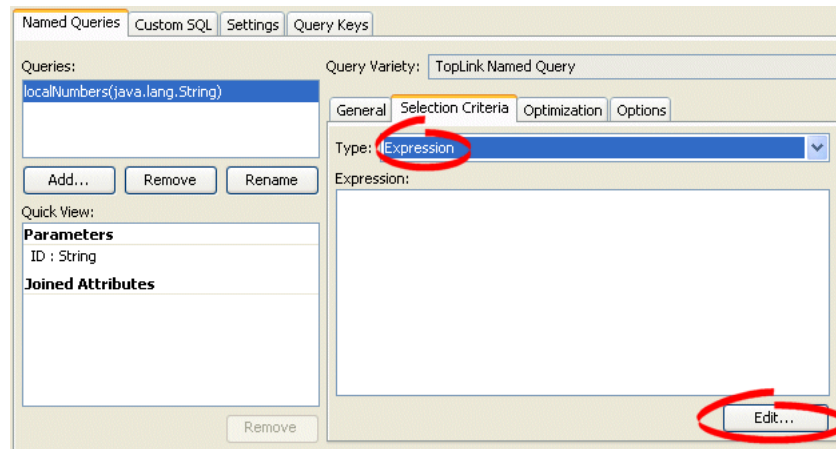 Named Queries Custom SQL Settings Query Keys
Queries:
localNumbers(java.lang.String)
Add... Remove Rename
Quick View:
Parameters
ID : String
Joined Attributes
Remove
Query Variety: TopLink Named Query
General Selection Criteria Optimization Options
Type: Expression
Expression:
Edit...